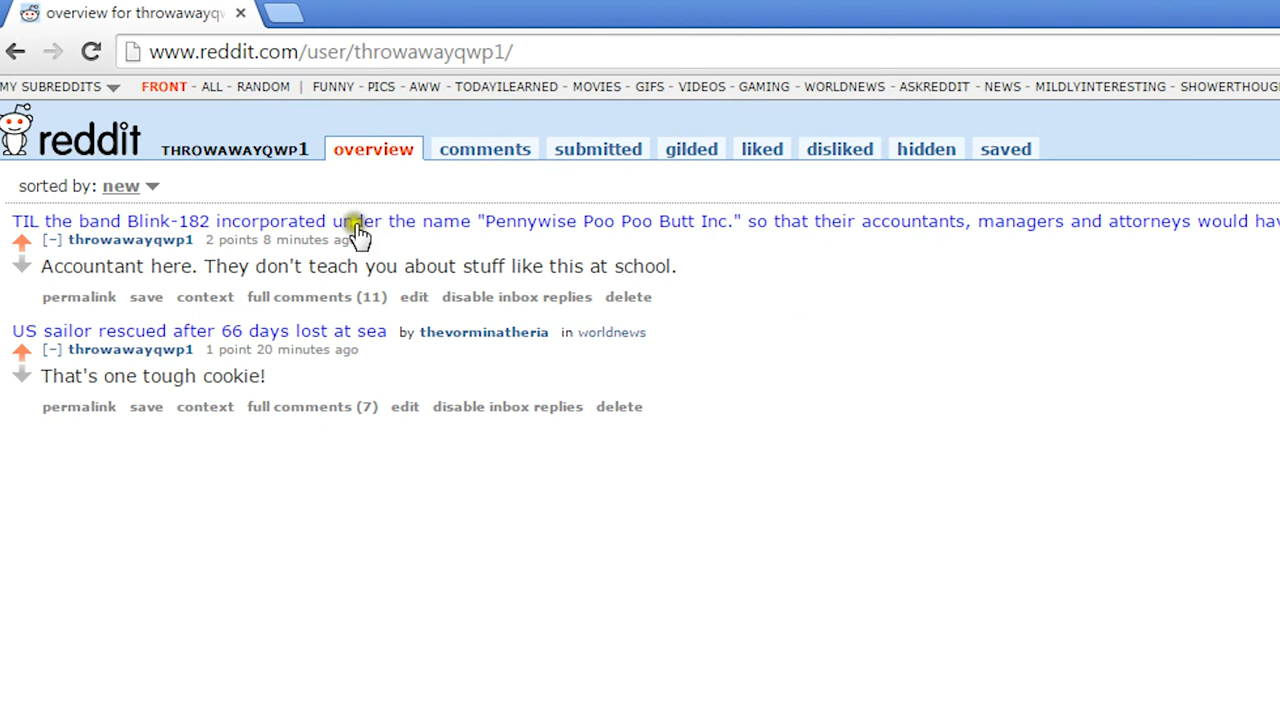 overview for throwawayqw
www.reddit.com/user/throwawayqwp1/
MY SUBREDDITS FRONT - ALL - RANDOM | FUNNY - PICS - AWW - TODAYILEARNED - MOVIES - GIFS - VIDEOS - GAMING - WORLDNEWS - ASKREDDIT - NEWS - MILDLYINTERESTING - SHOWERTHOUG
reddit THROWAWAYQWP1 overview comments submitted gilded liked disliked hidden saved
sorted by: new
TIL the band Blink-182 incorporated under the name "Pennywise Poo Poo Butt Inc." so that their accountants, managers and attorneys would hav
[–] throwawayqwp1 2 points 8 minutes ago
Accountant here. They don't teach you about stuff like this at school.
permalink save context full comments (11) edit disable inbox replies delete
US sailor rescued after 66 days lost at sea by thevorminatheria in worldnews
[–] throwawayqwp1 1 point 20 minutes ago
That's one tough cookie!
permalink save context full comments (7) edit disable inbox replies delete